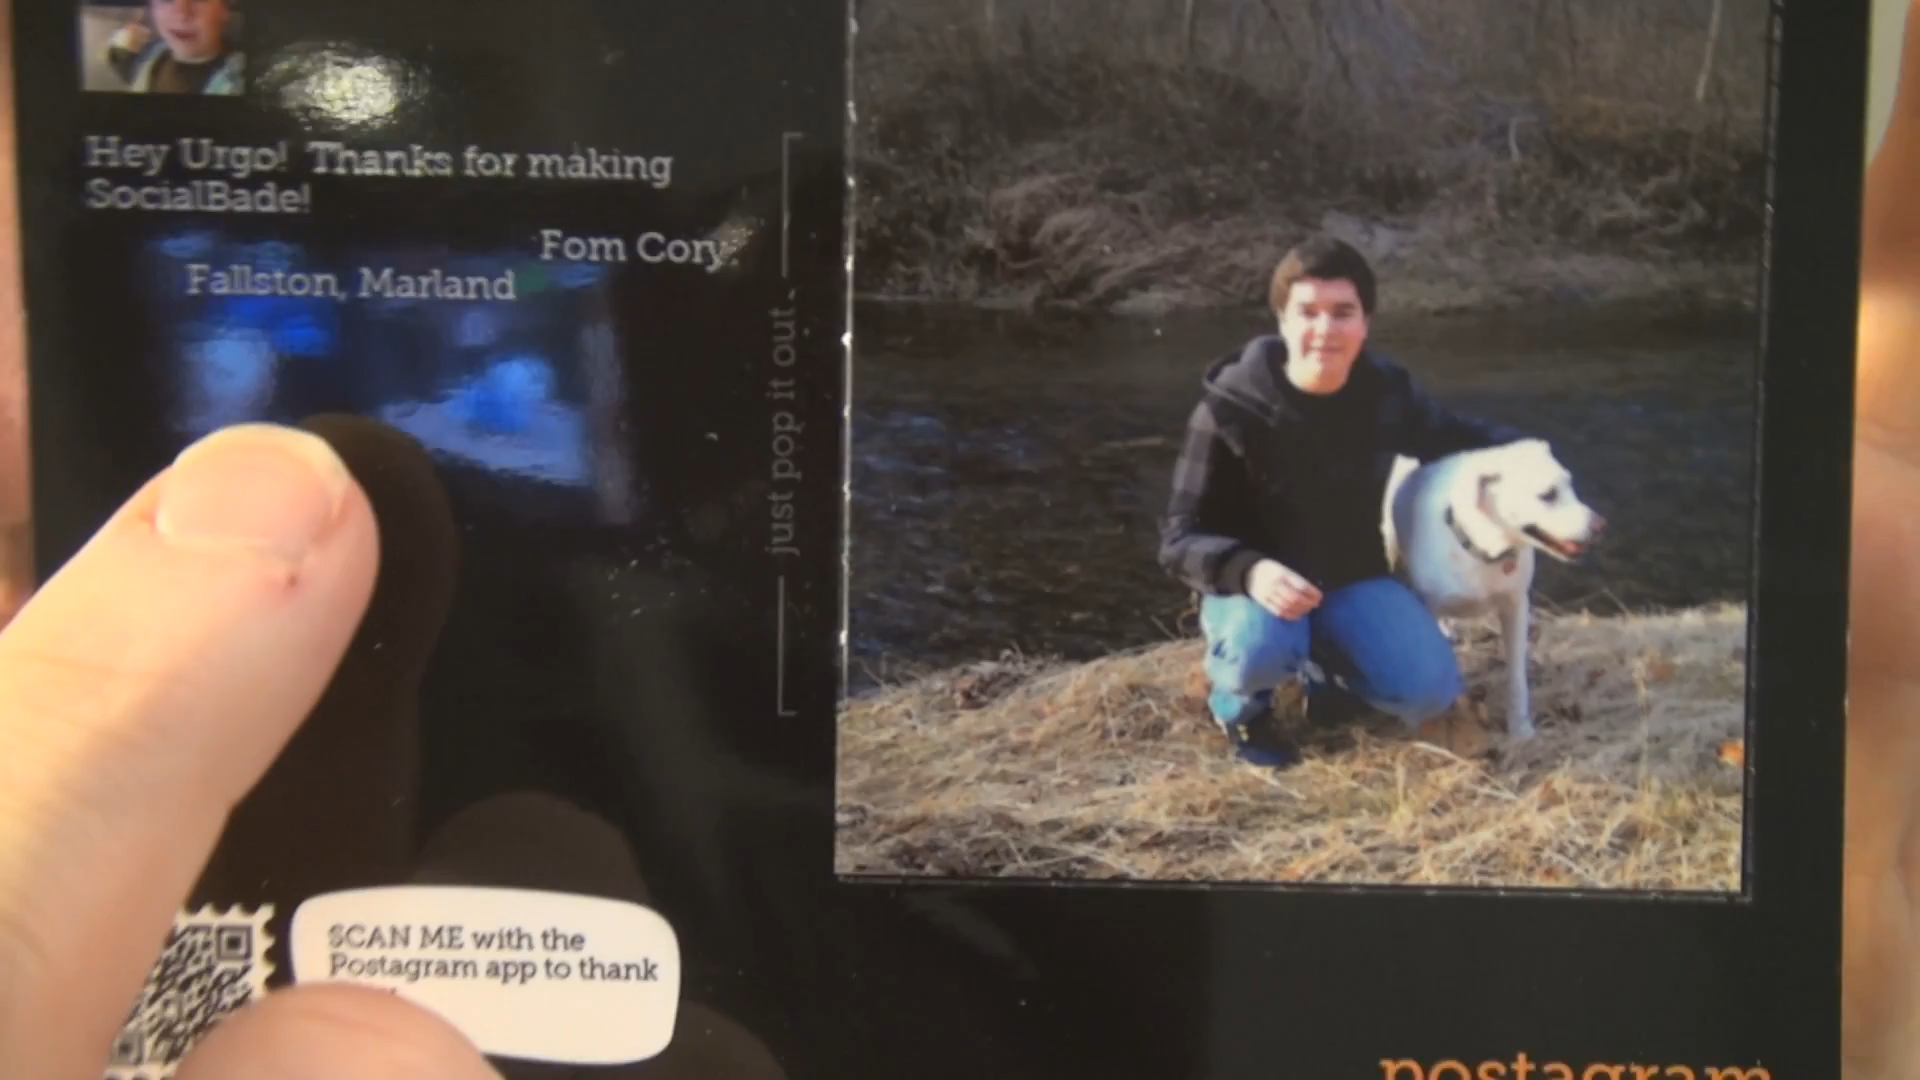 Hey Urgo! Thanks for making
SocialBade!
Fom Cory
Fallston, Marland
just pop it out.
SCAN ME with the
Postagram app to thank
postagram